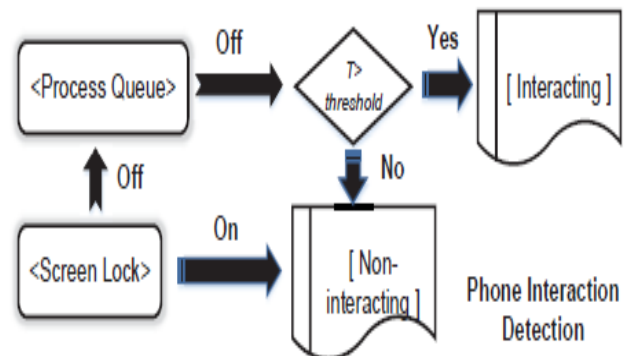 Off
Yes
<Process Queue>
T>
threshold
[ Interacting ]
Off
No
On
<Screen Lock>
[ Non-
interacting ]
Phone Interaction
Detection